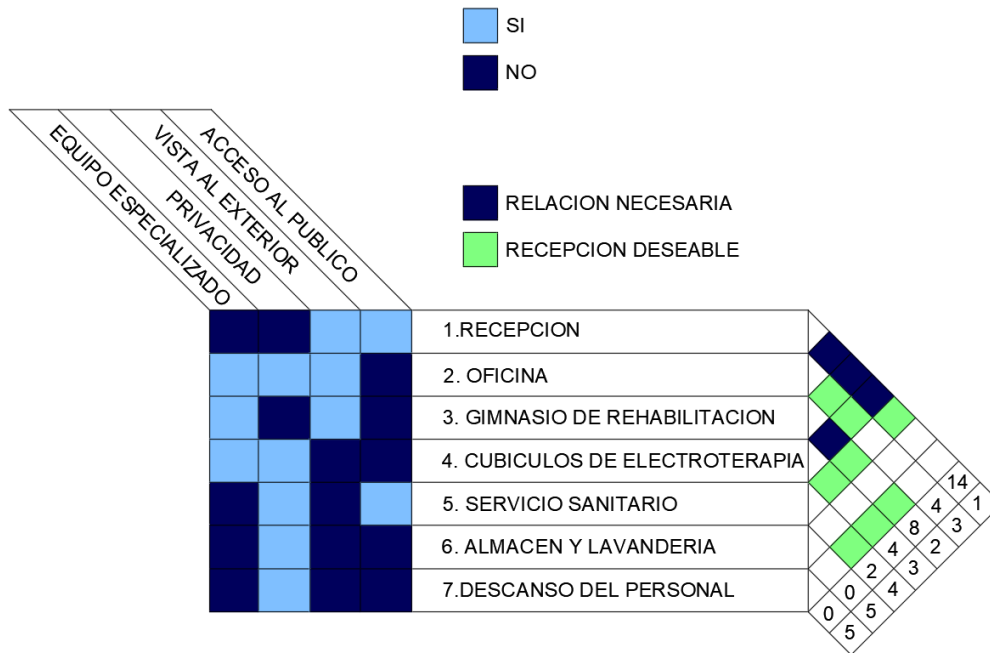 SI
NO
RELACION NECESARIA
RECEPCION DESEABLE
EQUIPO ESPECIALIZADO
PRIVACIDAD
VISTA AL EXTERIOR
ACCESO AL PUBLICO
1.RECEPCION
2. OFICINA
3. GIMNASIO DE REHABILITACION
4. CUBICULOS DE ELECTROTERAPIA
5. SERVICIO SANITARIO
6. ALMACEN Y LAVANDERIA
7.DESCANSO DEL PERSONAL
14 1
4 3
8 2
4 3
2 4
0 5
0 5